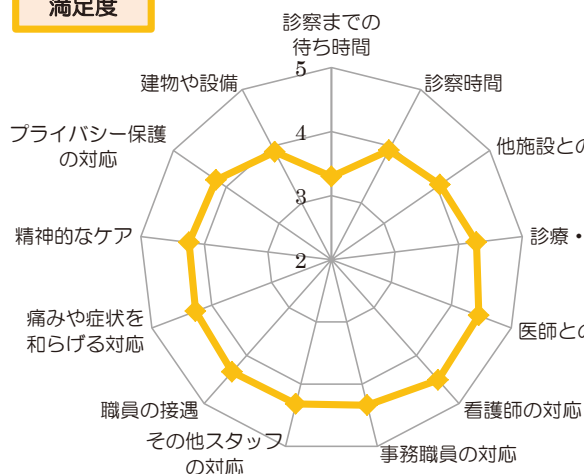 満足度
診察までの
待ち時間
診察時間
他施設との
診療・
医師との
看護師の対応
事務職員の対応
その他スタッフ
の対応
職員の接遇
痛みや症状を
和らげる対応
精神的なケア
プライバシー保護
の対応
建物や設備
5
4
3
2